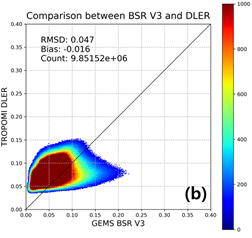 Comparison between BSR V3 and DLER
RMSD: 0.047
Bias: -0.016
Count: 9.85152e+06
TROPOMI DLER
0.40
0.35
0.30
0.25
0.20
0.15
0.10
0.05
0.00
0.00 0.05 0.10 0.15 0.20 0.25 0.30 0.35 0.40
GEMS BSR V3
(b)
1000
800
600
400
200
0